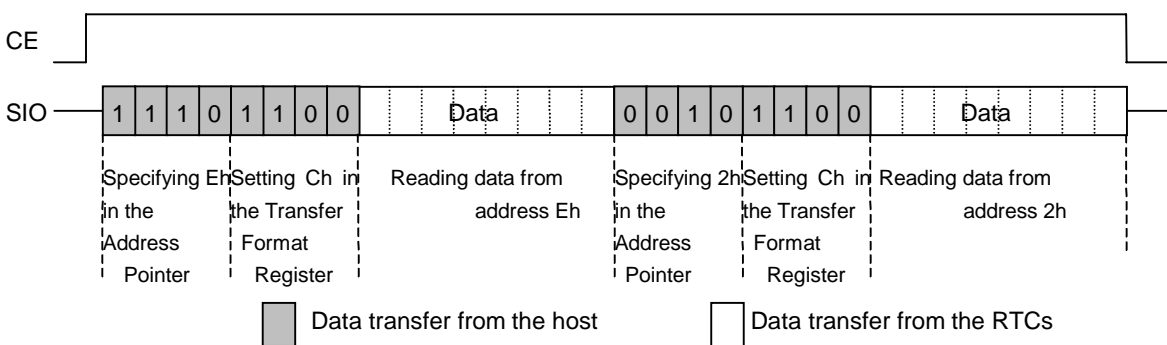 CE
SIO 1 1 1 0 1 1 0 0 Data 0 0 1 0 1 1 0 0 Data
Specifying Eh Setting Ch in Reading data from Specifying 2h Setting Ch in Reading data from
in the the Transfer address Eh in the the Transfer address 2h
Address Format Address Format
Pointer Register Pointer Register
Data transfer from the host Data transfer from the RTCs